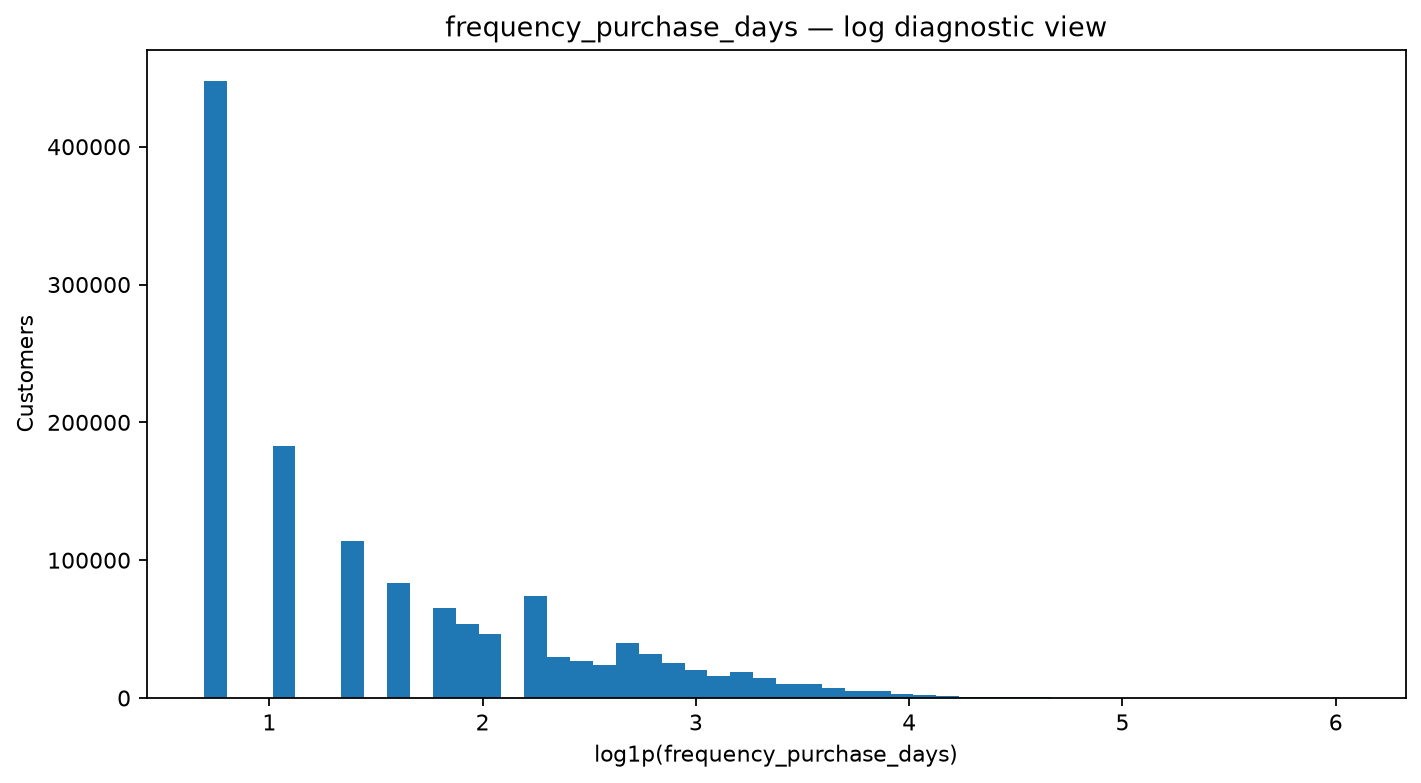 frequency_purchase_days — log diagnostic view
400000
300000
200000
100000
0
Customers
1 2 3 4 5 6
log1p(frequency_purchase_days)